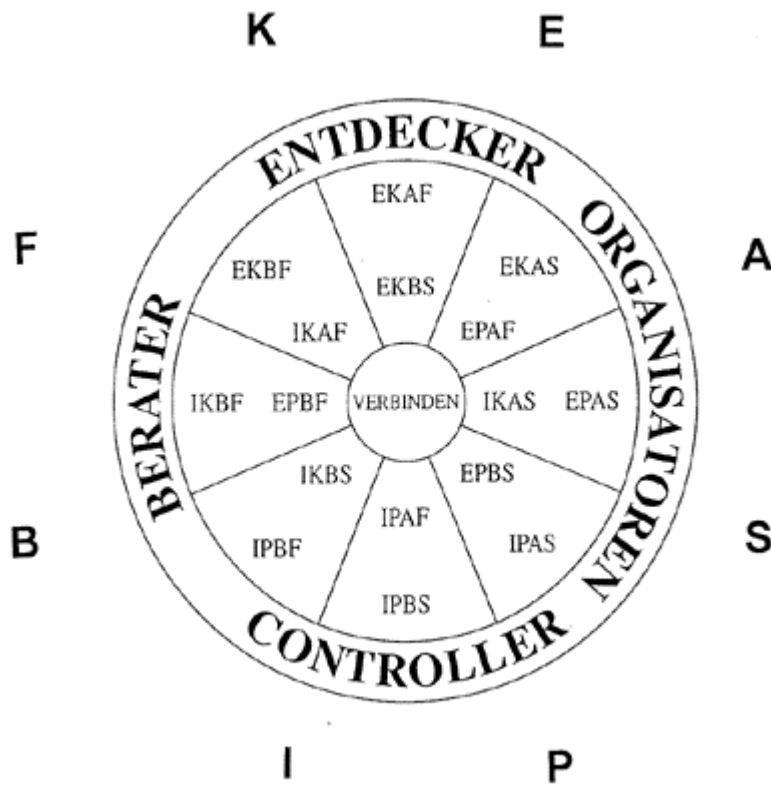 K E
ENTDECKER
EKAF
F EKBF EKAS A
EKBS
IKAF EPAF
ORGANISATOREN
BERATER
IKBF EPBF VERBINDEN IKAS EPAS
IKBS EPBS
IPAF
B IPBF IPAS S
IPBS
CONTROLLER
I P